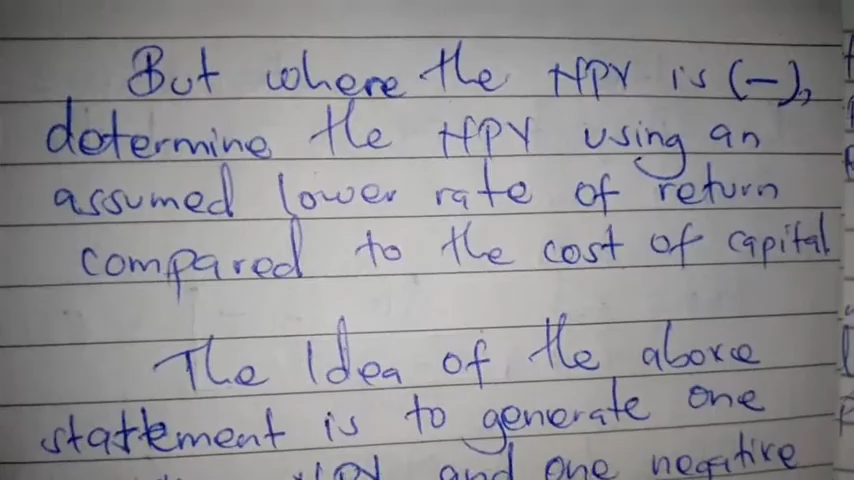 But where the NPV is (-),
determine the NPV using an
assumed lower rate of return
compared to the cost of capital
The Idea of the above
statement is to generate one
NPV and one negative